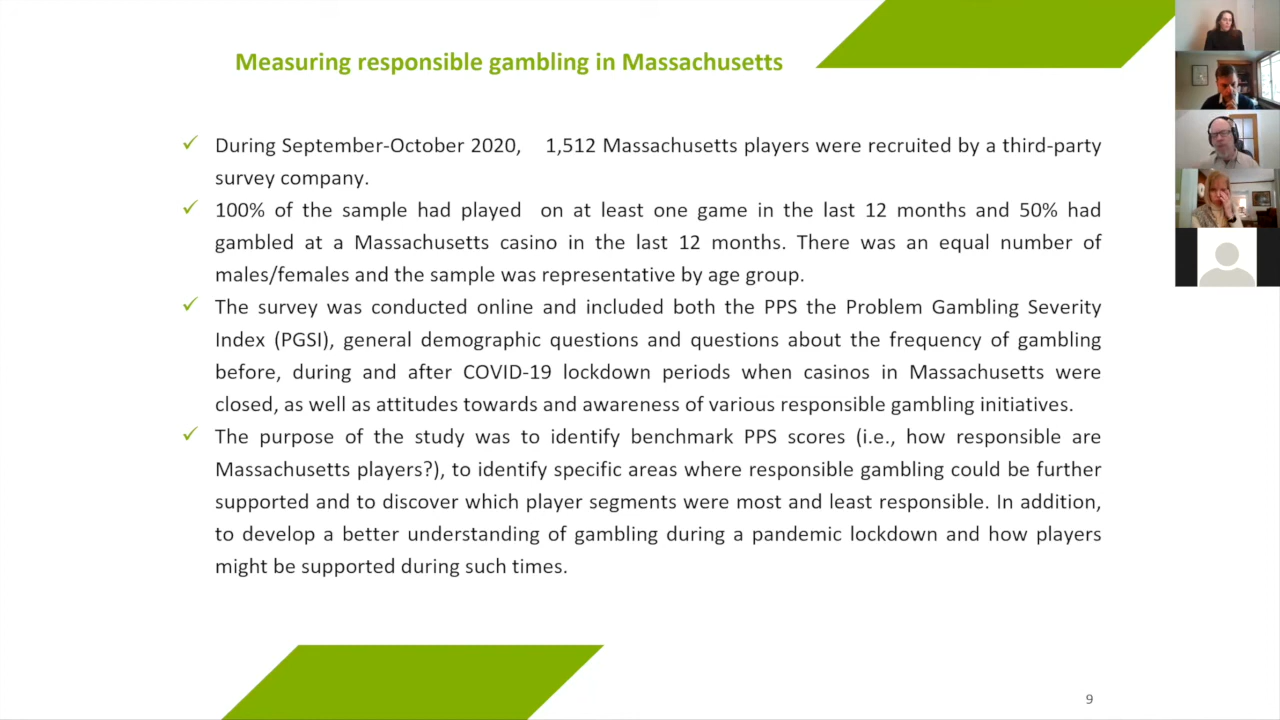 Measuring responsible gambling in Massachusetts
✓ During September-October 2020, 1,512 Massachusetts players were recruited by a third-party
survey company.
✓ 100% of the sample had played on at least one game in the last 12 months and 50% had
gambled at a Massachusetts casino in the last 12 months. There was an equal number of
males/females and the sample was representative by age group.
✓ The survey was conducted online and included both the PPS the Problem Gambling Severity
Index (PGSI), general demographic questions and questions about the frequency of gambling
before, during and after COVID-19 lockdown periods when casinos in Massachusetts were
closed, as well as attitudes towards and awareness of various responsible gambling initiatives.
✓ The purpose of the study was to identify benchmark PPS scores (i.e., how responsible are
Massachusetts players?), to identify specific areas where responsible gambling could be further
supported and to discover which player segments were most and least responsible. In addition,
to develop a better understanding of gambling during a pandemic lockdown and how players
might be supported during such times.
9